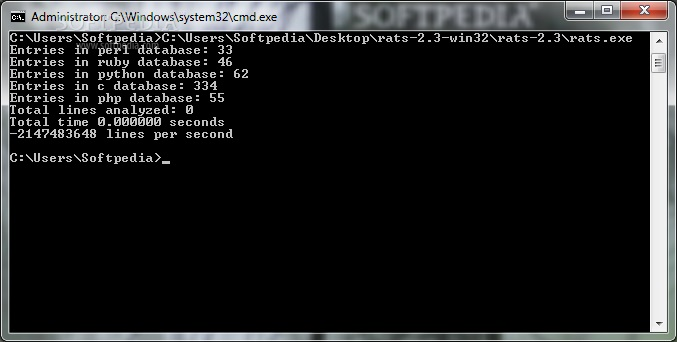 Administrator: C:\Windows\system32\cmd.exe
SOFTPEDIA
C:\Users\Softpedia>C:\Users\Softpedia\Desktop\rats-2.3-win32\rats-2.3\rats.exe
www.softpedia.com
Entries in perl database: 33
Entries in ruby database: 46
Entries in python database: 62
Entries in c database: 334
Entries in php database: 55
Total lines analyzed: 0
Total time 0.000000 seconds
-2147483648 lines per second
C:\Users\Softpedia>_